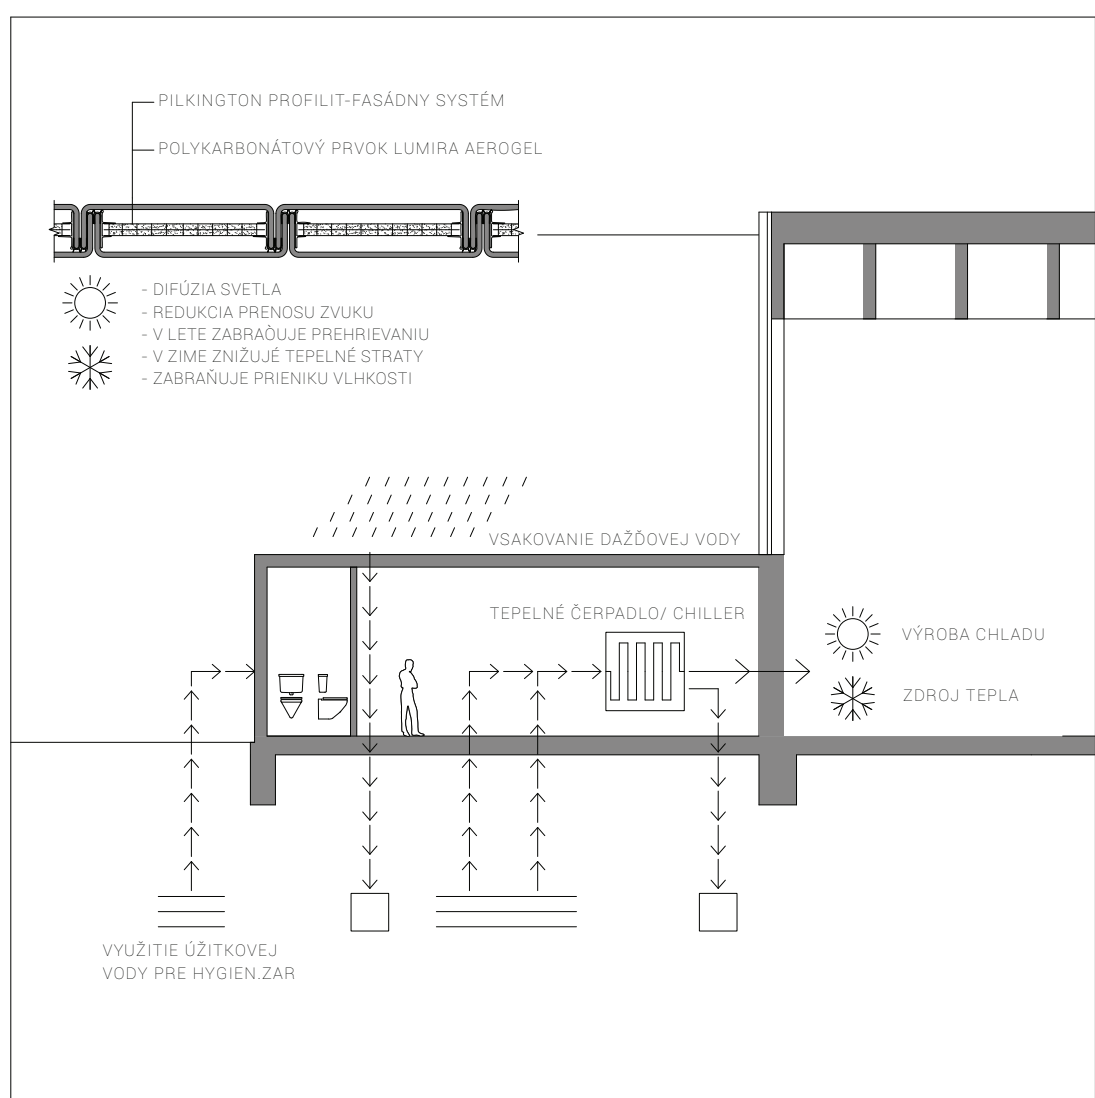 PILKINGTON PROFILIT-FASÁDNY SYSTÉM
POLYKARBONÁTOVÝ PRVOK LUMIRA AEROGEL
- DIFÚZIA SVETLA
- REDUKCIA PRENOSU ZVUKU
- V LETE ZABRAÒUJE PREHRIEVANIU
- V ZIME ZNIŽUJÉ TEPELNÉ STRATY
- ZABRAŇUJE PRIENIKU VLHKOSTI
VSAKOVANIE DAŽĎOVEJ VODY
TEPELNÉ ČERPADLO/ CHILLER
VÝROBA CHLADU
ZDROJ TEPLA
VYUŽITIE ÚŽITKOVEJ
VODY PRE HYGIEN.ZAR